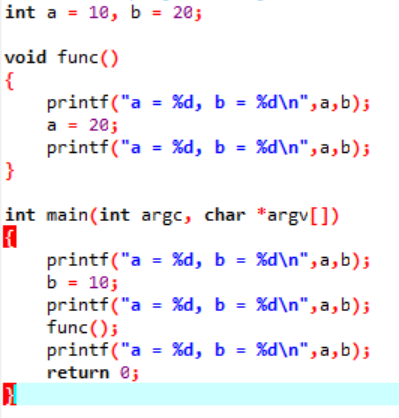 int a = 10, b = 20;
void func()
{
printf("a = %d, b = %d\n",a,b);
a = 20;
printf("a = %d, b = %d\n",a,b);
}
int main(int argc, char *argv[])
{
printf("a = %d, b = %d\n",a,b);
b = 10;
printf("a = %d, b = %d\n",a,b);
func();
printf("a = %d, b = %d\n",a,b);
return 0;
}